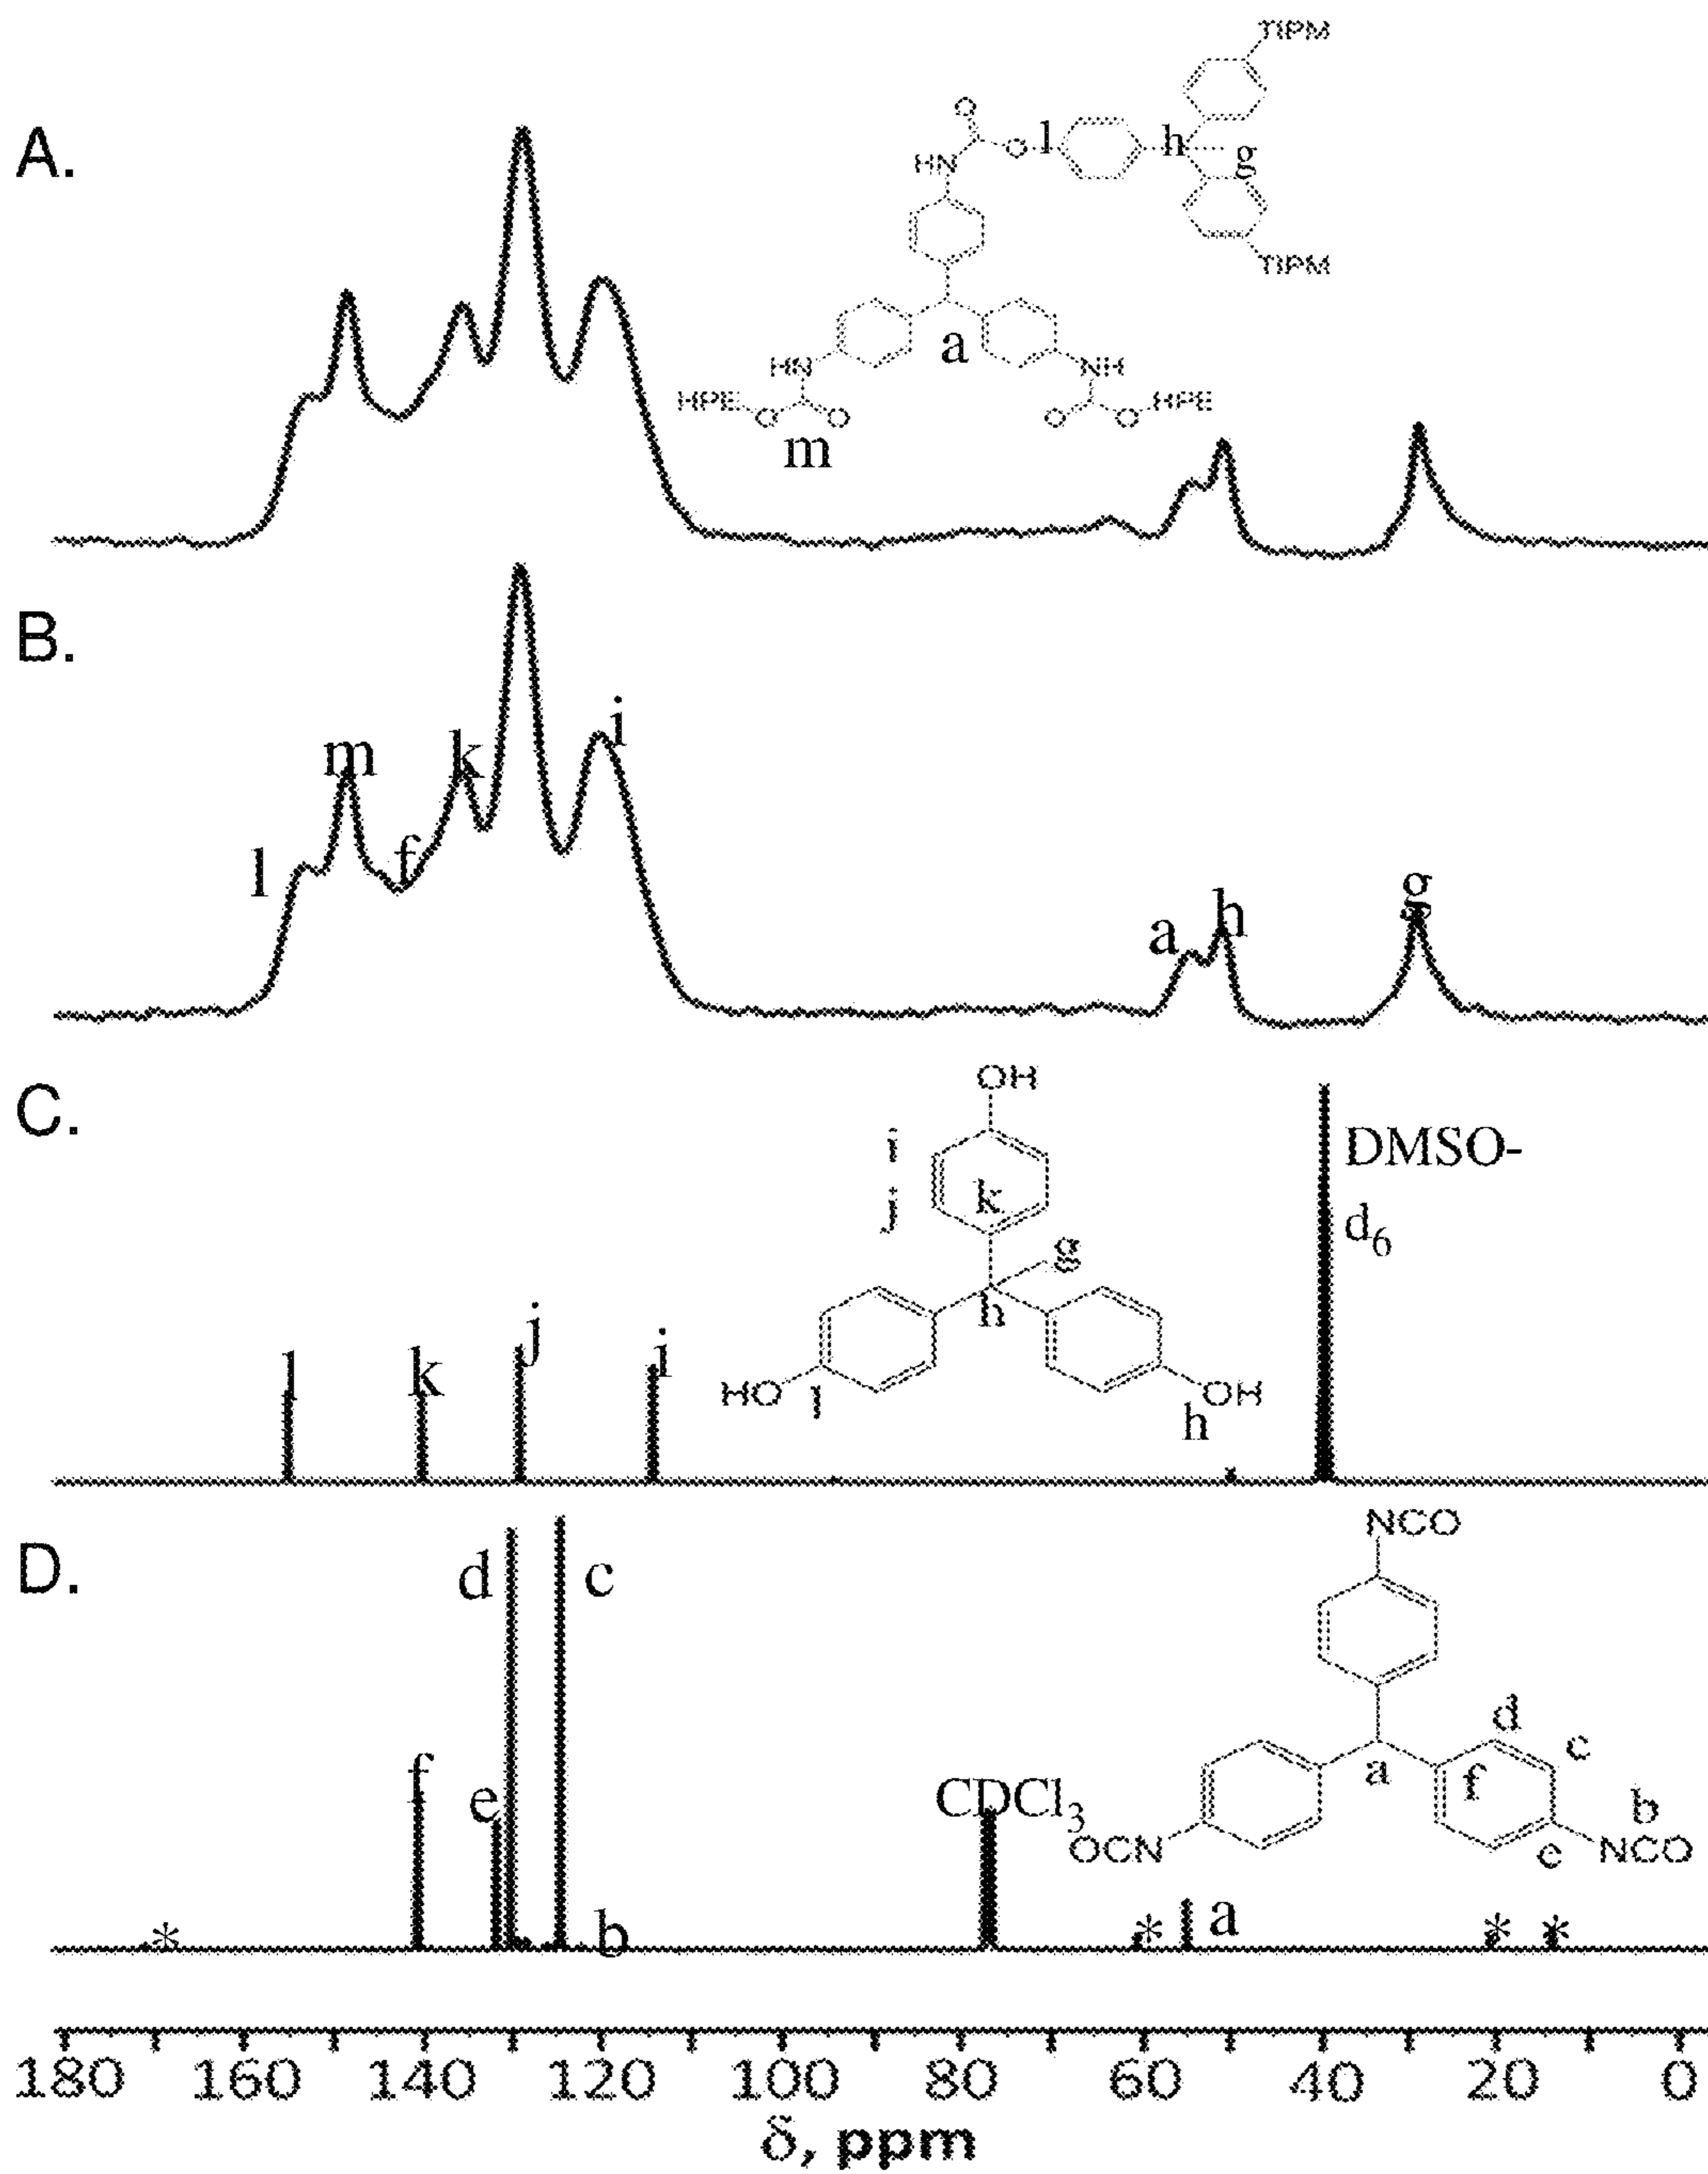 A.
TIPM
O
HN
O
l
h
g
TIPM
a
HN
NH
HPE
O
O
O
O
HPE
m
B.
l
m
f
k
i
a
h
g
C.
OH
i
j
k
g
h
HO
l
OH
h
l
k
j
i
DMSO-
d6
D.
NCO
d
c
f
e
b
CDCl3
a
d
c
a
f
b
OCN
e
NCO
*
*
*
*
180 160 140 120 100 80 60 40 20 0
δ, ppm